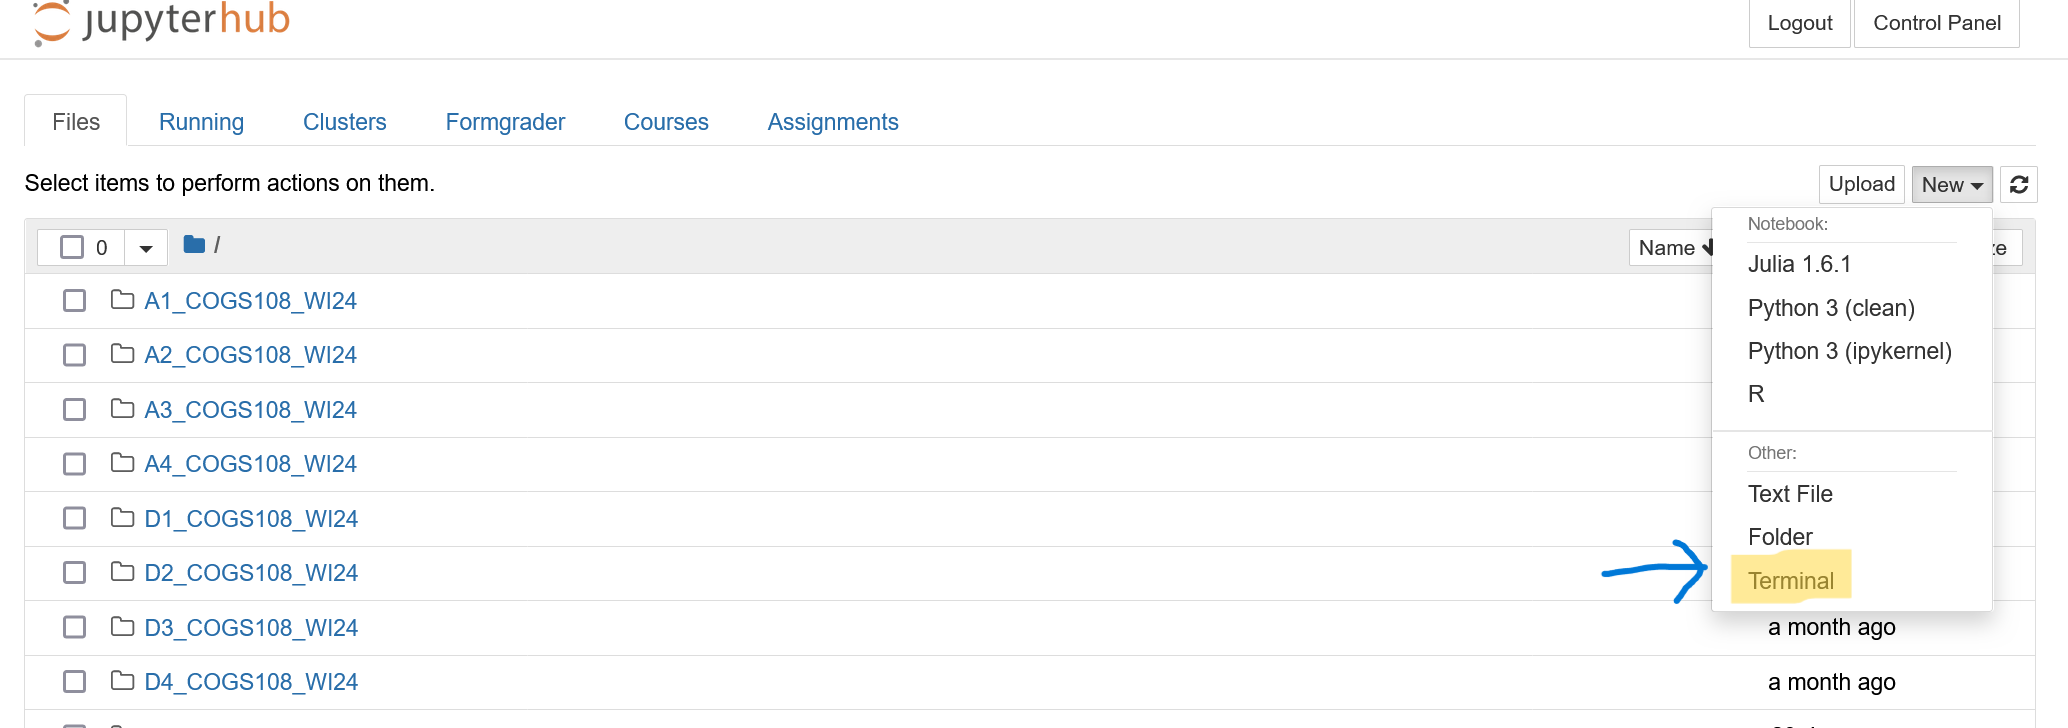 jupyterhub
Logout Control Panel
Files Running Clusters Formgrader Courses Assignments
Select items to perform actions on them.
Upload New
0 / Name ze
Notebook:
Julia 1.6.1
Python 3 (clean)
Python 3 (ipykernel)
R
Other:
Text File
Folder
Terminal
A1_COGS108_WI24
A2_COGS108_WI24
A3_COGS108_WI24
A4_COGS108_WI24
D1_COGS108_WI24
D2_COGS108_WI24
D3_COGS108_WI24 a month ago
D4_COGS108_WI24 a month ago